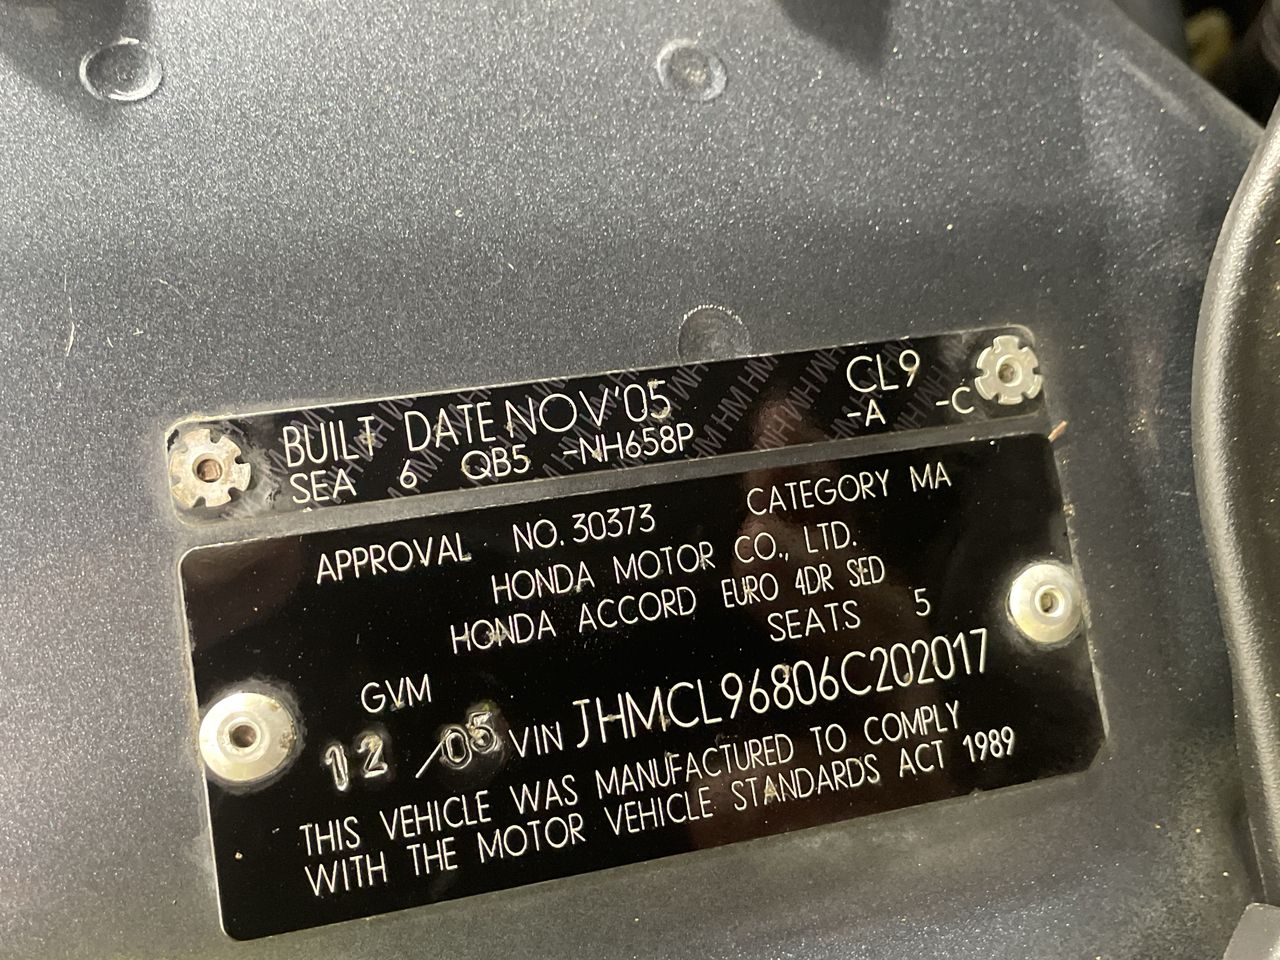 BUILT DATE NOV'05 CL9
SEA 6 QB5 -NH658P -A -C
APPROVAL NO. 30373 CATEGORY MA
HONDA MOTOR CO., LTD.
HONDA ACCORD EURO 4DR SED
SEATS 5
GVM
12/05 VIN JHMCL96806C202017
THIS VEHICLE WAS MANUFACTURED TO COMPLY
WITH THE MOTOR VEHICLE STANDARDS ACT 1989